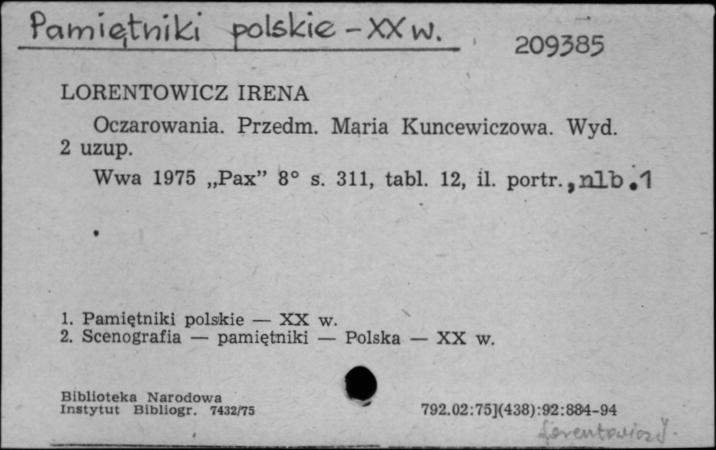 Pamiętniki polskie - XX w.
209385
LORENTOWICZ IRENA
Oczarowania. Przedm. Maria Kuncewiczowa. Wyd.
2 uzup.
Wwa 1975 „Pax” 8° s. 311, tabl. 12, il. portr., nlb. 1
1. Pamiętniki polskie — XX w.
2. Scenografia — pamiętniki — Polska — XX w.
Biblioteka Narodowa
Instytut Bibliogr. 7432/75
792.02:75](438):92:884-94
Lorentowicz J.